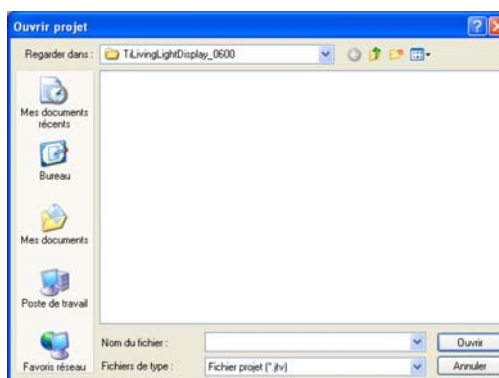 Ouvrir projet
Regarder dans :
TiLivingLightDisplay_0600
Mes documents
récents
Bureau
Mes documents
Poste de travail
Favoris réseau
Nom du fichier :
Ouvrir
Fichiers de type :
Fichier projet (*.jtv)
Annuler